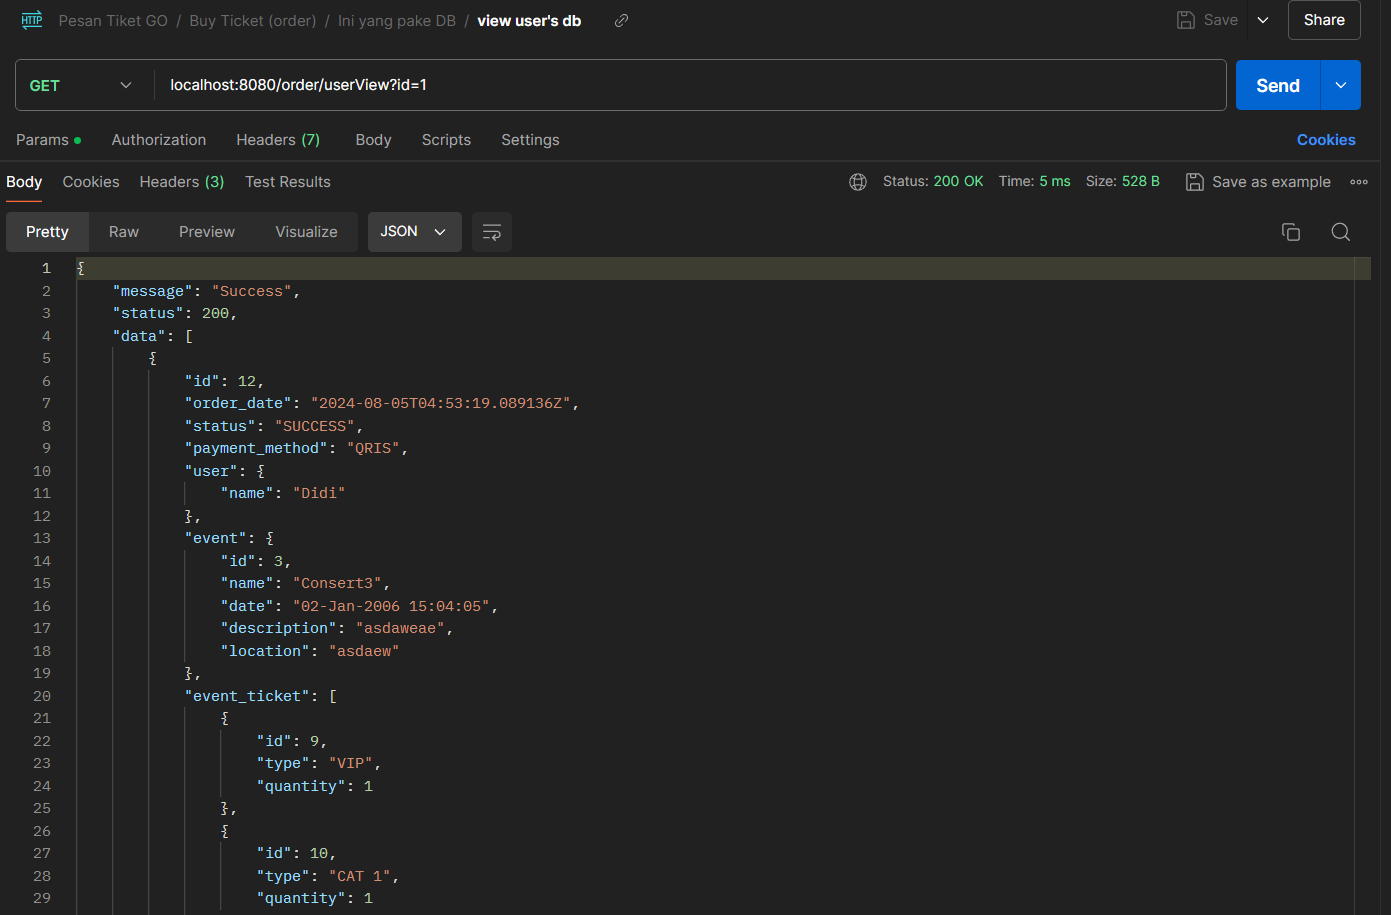 HTTP Pesan Tiket GO / Buy Ticket (order) / Ini yang pake DB / view user's db Save Share
GET localhost:8080/order/userView?id=1 Send
Params Authorization Headers (7) Body Scripts Settings Cookies
Body Cookies Headers (3) Test Results Status: 200 OK Time: 5 ms Size: 528 B Save as example
Pretty Raw Preview Visualize JSON
1 {
2 "message": "Success",
3 "status": 200,
4 "data": [
5 {
6 "id": 12,
7 "order_date": "2024-08-05T04:53:19.089136Z",
8 "status": "SUCCESS",
9 "payment_method": "QRIS",
10 "user": {
11 "name": "Didi"
12 },
13 "event": {
14 "id": 3,
15 "name": "Consert3",
16 "date": "02-Jan-2006 15:04:05",
17 "description": "asdaweae",
18 "location": "asdaew"
19 },
20 "event_ticket": [
21 {
22 "id": 9,
23 "type": "VIP",
24 "quantity": 1
25 },
26 {
27 "id": 10,
28 "type": "CAT 1",
29 "quantity": 1